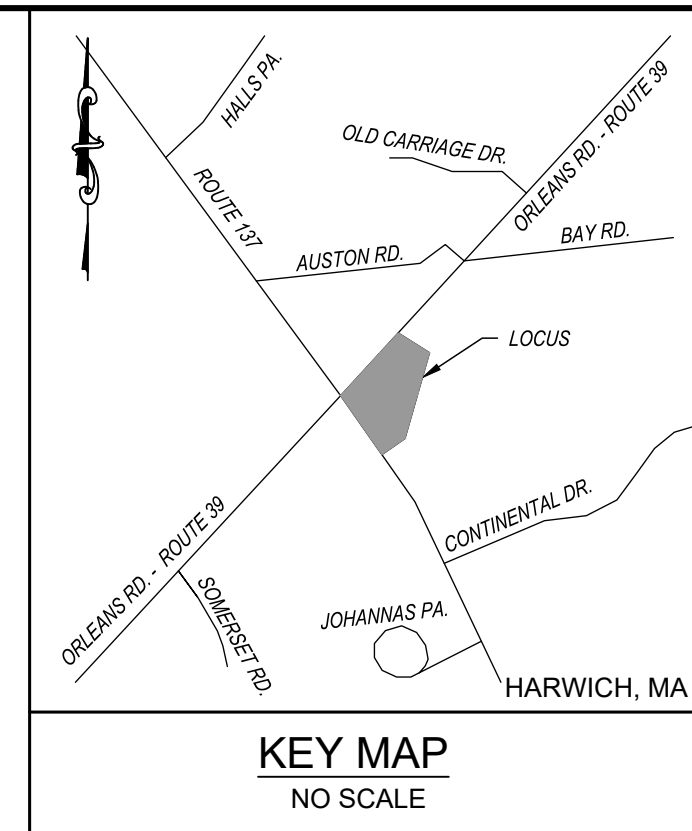 HALLS PA.
OLD CARRIAGE DR.
ORLEANS RD. - ROUTE 39
ROUTE 137
AUSTON RD.
BAY RD.
LOCUS
ORLEANS RD. - ROUTE 39
CONTINENTAL DR.
SOMERSET RD.
JOHANNAS PA.
HARWICH, MA
KEY MAP
NO SCALE